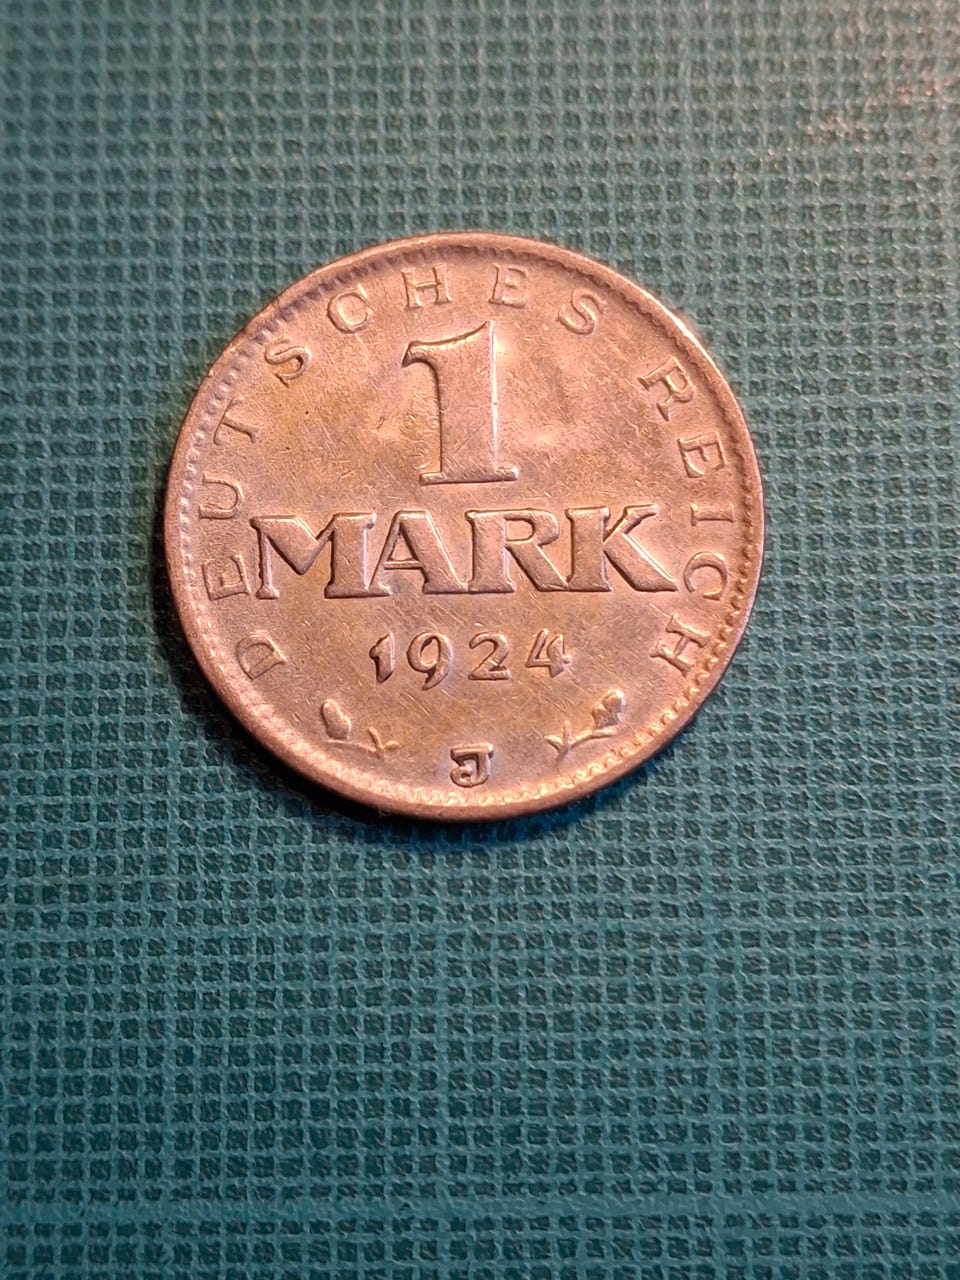 DEUTSCHES REICH
1
MARK
1924
J